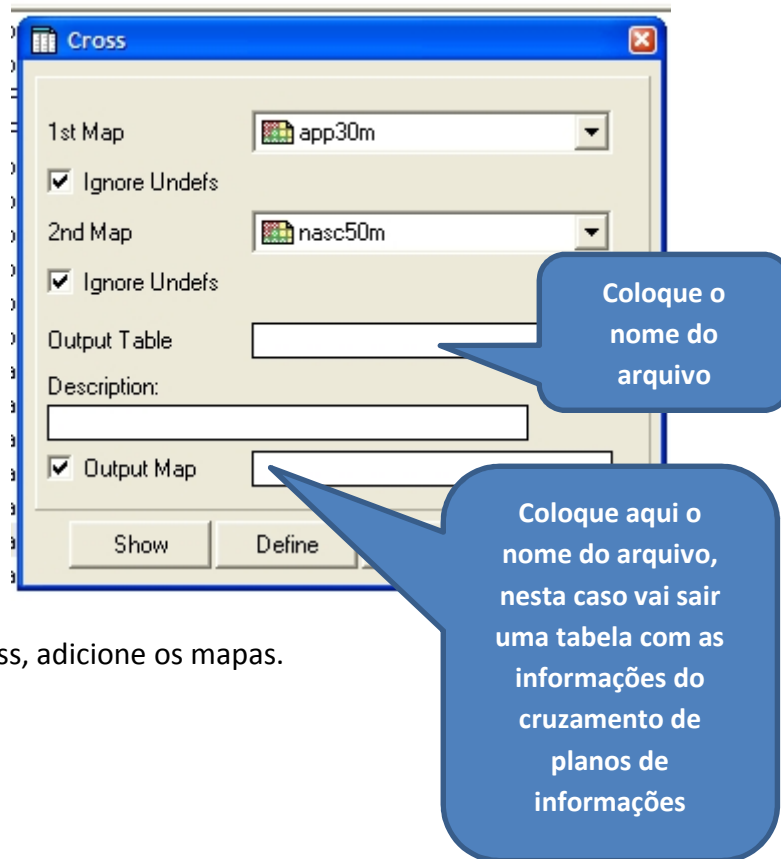 Cross
1st Map
app30m
Ignore Undefs
2nd Map
nasc50m
Ignore Undefs
Output Table
Description:
Output Map
Show
Define
Coloque o
nome do
arquivo
Coloque aqui o
nome do arquivo,
nesta caso vai sair
uma tabela com as
informações do
cruzamento de
planos de
informações
adicione os mapas.